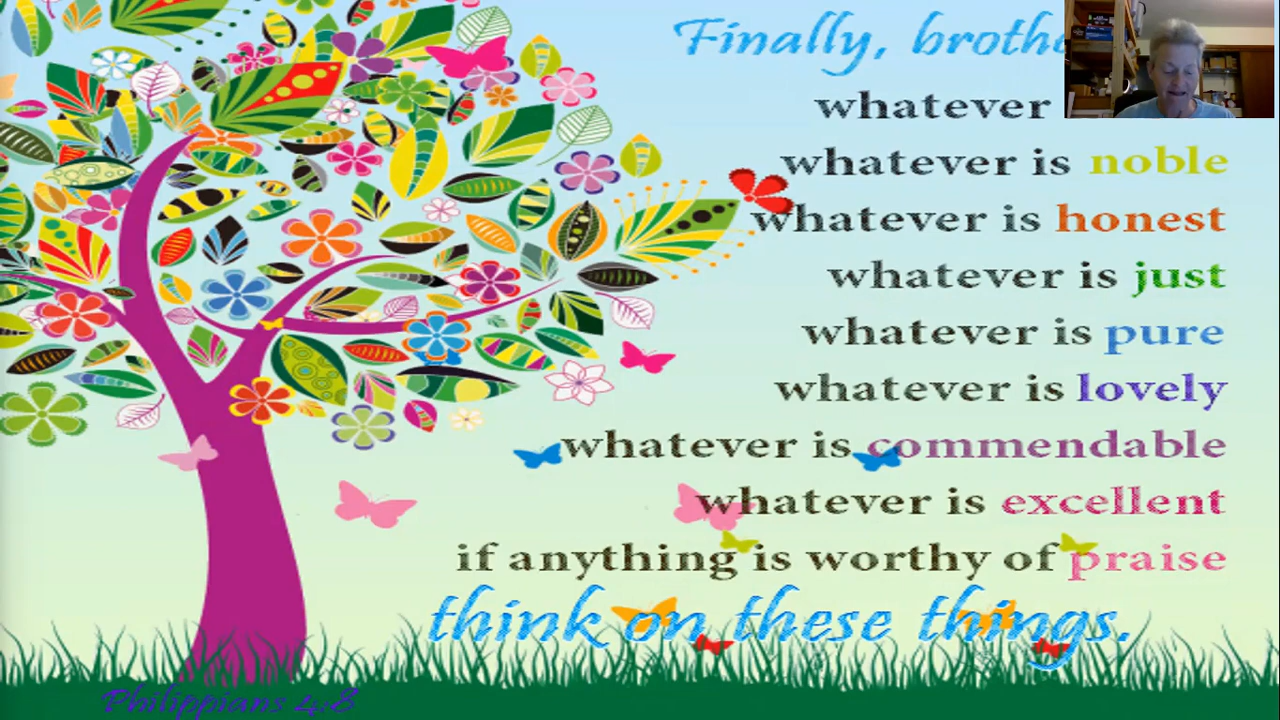 Finally, broth
whatever
whatever is noble
whatever is honest
whatever is just
whatever is pure
whatever is lovely
whatever is commendable
whatever is excellent
if anything is worthy of praise
think on these things.
Philippians 4:8